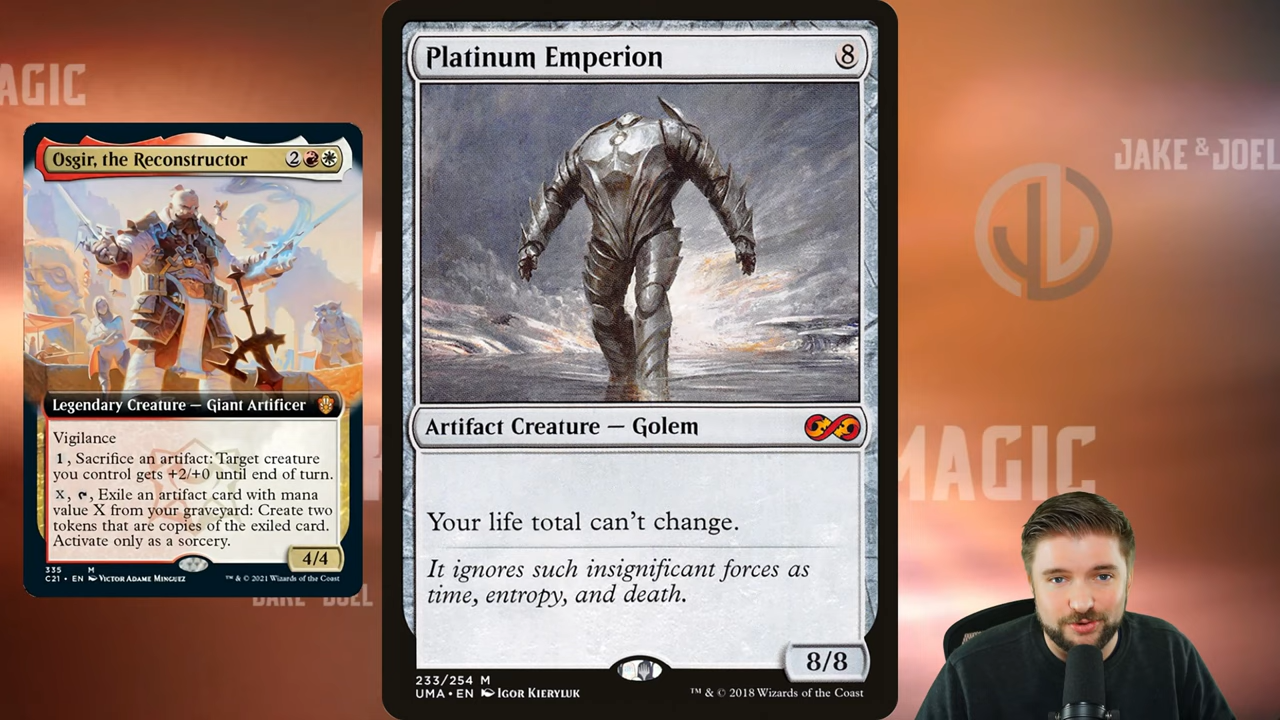 AGIC
Osgir, the Reconstructor 2
Legendary Creature — Giant Artificer
Vigilance
1, Sacrifice an artifact: Target creature
you control gets +2/+0 until end of turn.
X, , Exile an artifact card with mana
value X from your graveyard: Create two
tokens that are copies of the exiled card.
Activate only as a sorcery.
4/4
335 M
C21 • EN Victor Adame Minguez
™ & © 2021 Wizards of the Coast
JAKE & JOEL
Platinum Emperion 8
Artifact Creature — Golem
Your life total can't change.
It ignores such insignificant forces as
time, entropy, and death.
8/8
233/254 M
UMA • EN Igor Kieryluk
™ & © 2018 Wizards of the Coast
JAKE & JOEL
JL
MAGIC